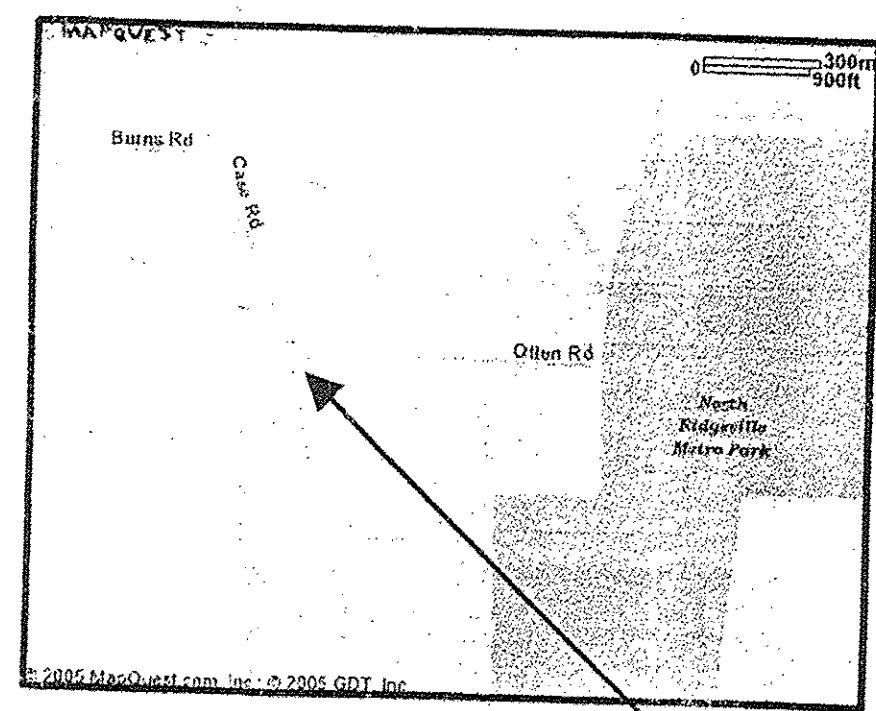 MAPQUEST
0 300m
900ft
Burns Rd
Case Rd
Otten Rd
North
Ridgeville
Metro Park
© 2005 MapQuest.com, Inc.; © 2005 GDT, Inc.